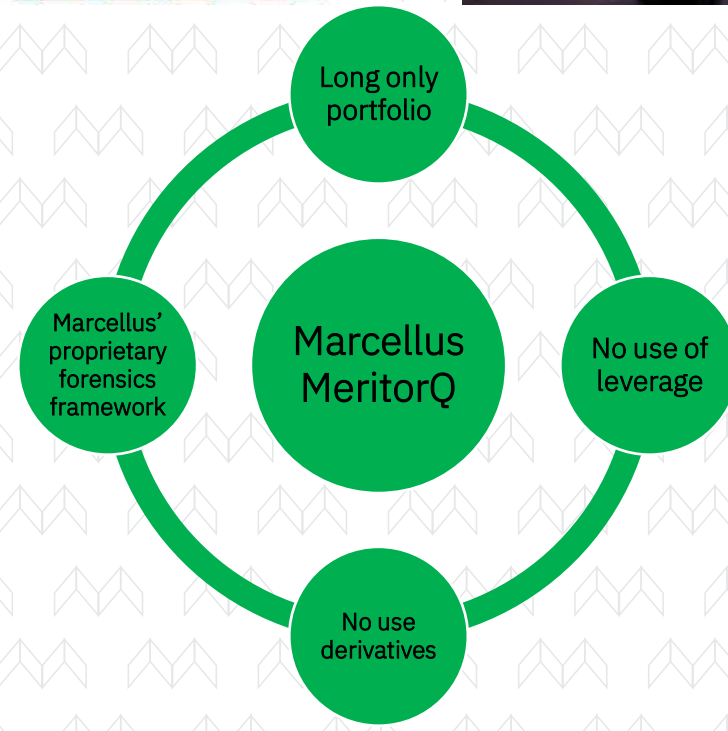 Long only
portfolio
Marcellus’
proprietary
forensics
framework
Marcellus
MeritorQ
No use of
leverage
No use
derivatives